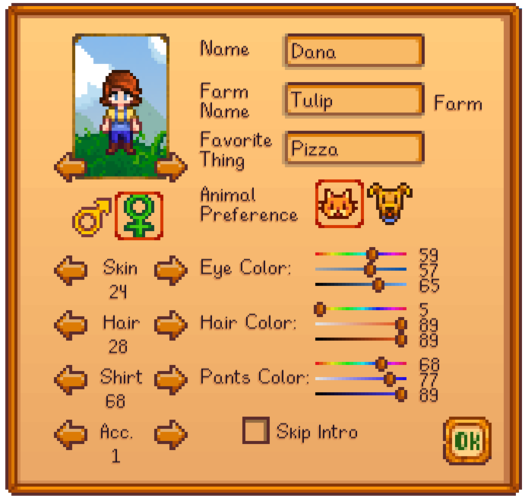 Name Dana
Farm Name Tulip Farm
Favorite Thing Pizza
Animal Preference
Skin 24
Eye Color: 59 57 65
Hair 28
Hair Color: 5 89 89
Shirt 68
Pants Color: 68 77 89
Acc. 1
Skip Intro
OK